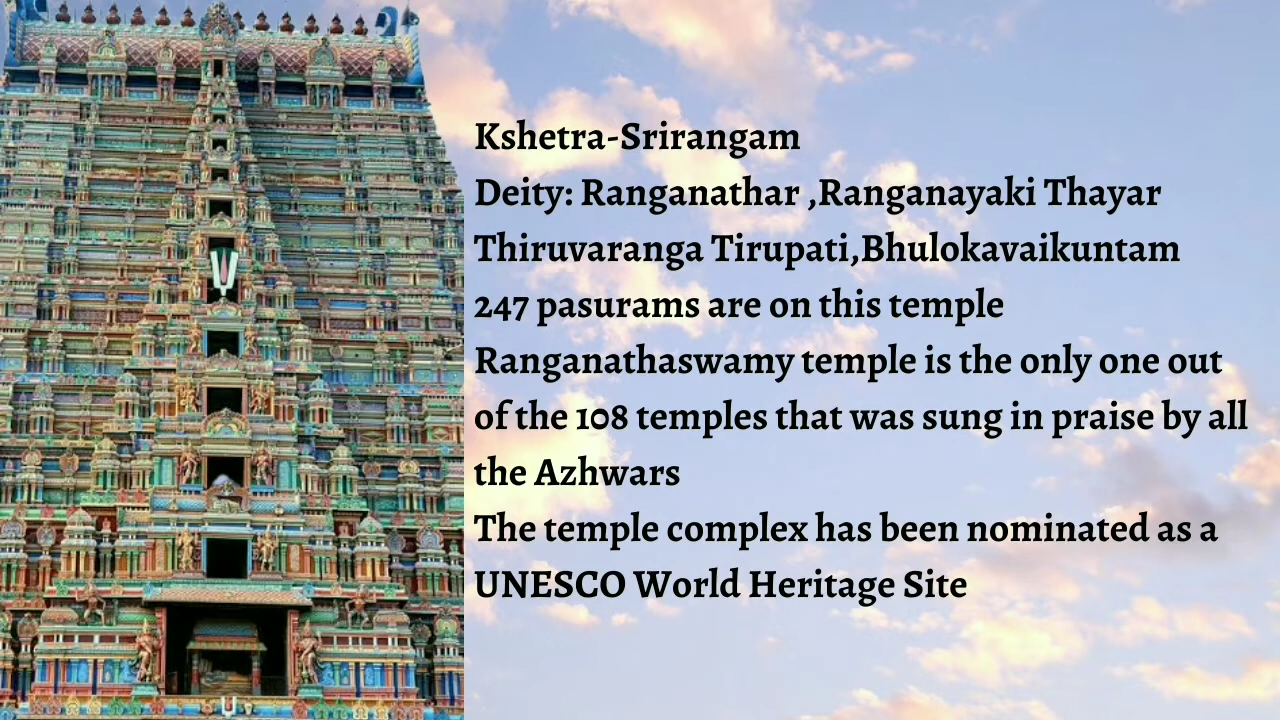 Kshetra-Srirangam
Deity: Ranganathar ,Ranganayaki Thayar
Thiruvaranga Tirupati,Bhulokavaikuntam
247 pasurams are on this temple
Ranganathaswamy temple is the only one out
of the 108 temples that was sung in praise by all
the Azhwars
The temple complex has been nominated as a
UNESCO World Heritage Site